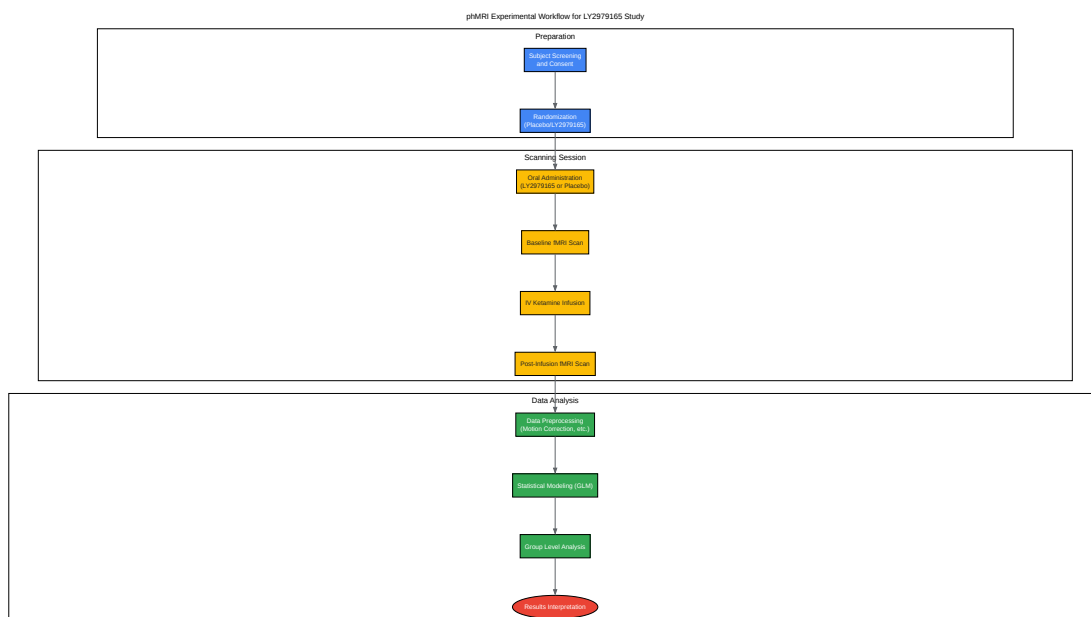 phMRI Experimental Workflow for LY2979165 Study
Preparation
Subject Screening
and Consent
Randomization
(Placebo/LY2979165)
Scanning Session
Oral Administration
(LY2979165 or Placebo)
Baseline fMRI Scan
IV Ketamine Infusion
Post-Infusion fMRI Scan
Data Analysis
Data Preprocessing
(Motion Correction, etc.)
Statistical Modeling (GLM)
Group Level Analysis
Results Interpretation